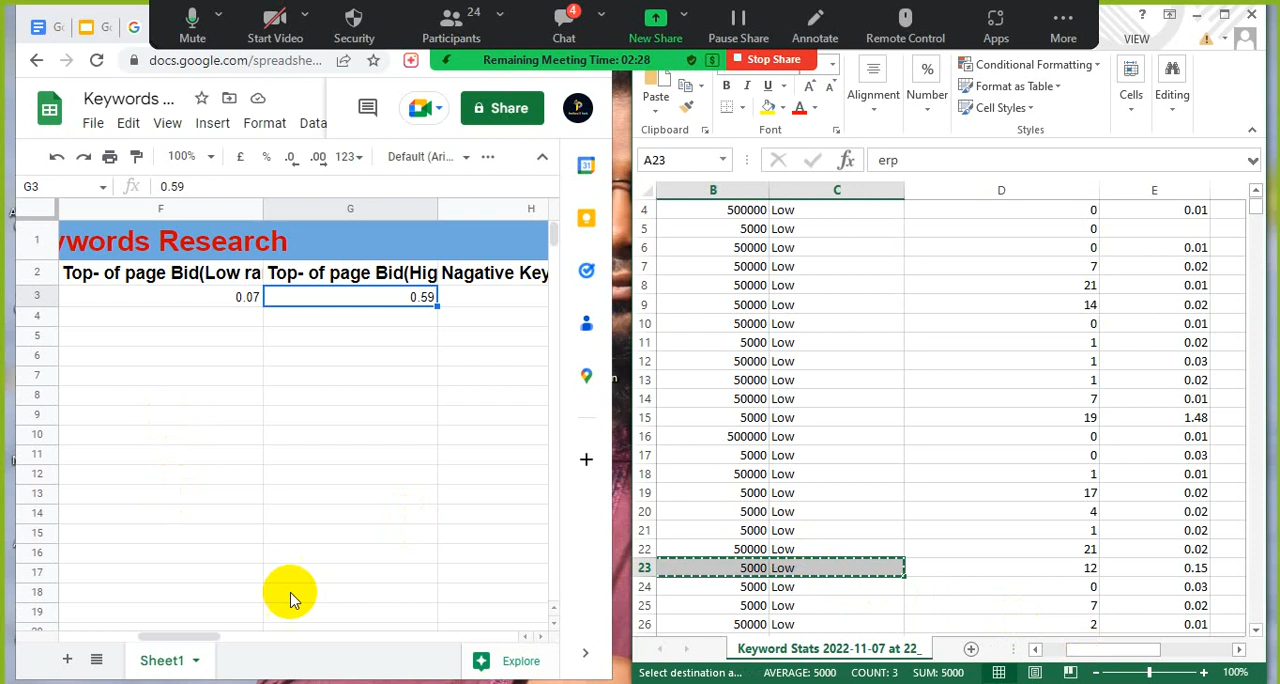 Mute
Start Video
Security
Participants
24
Chat
4
New Share
Pause Share
Annotate
Remote Control
Apps
More
VIEW
Remaining Meeting Time: 02:28
Stop Share
docs.google.com/spreadshe...
Keywords ...
File Edit View Insert Format Data
Share
100% £ % .0 .00 123 Default (Ari...
G3 fx 0.59
F G H
1 ywords Research
2 Top- of page Bid(Low ra Top- of page Bid(Hig Nagative Key
3 0.07 0.59
4
5
6
7
8
9
10
11
12
13
14
15
16
17
18
19
Sheet1
Explore
31
Paste
Clipboard
B I U A A
A
Font
Alignment
%
Number
Conditional Formatting
Format as Table
Cell Styles
Styles
Cells
Editing
A23 fx erp
B C D E
4 500000 Low 0 0.01
5 5000 Low 0
6 50000 Low 0 0.01
7 50000 Low 7 0.02
8 50000 Low 21 0.01
9 50000 Low 14 0.02
10 50000 Low 0 0.01
11 5000 Low 1 0.02
12 50000 Low 1 0.03
13 50000 Low 1 0.02
14 50000 Low 7 0.01
15 5000 Low 19 1.48
16 500000 Low 0 0.01
17 5000 Low 0 0.03
18 50000 Low 1 0.01
19 5000 Low 17 0.02
20 5000 Low 4 0.02
21 5000 Low 1 0.02
22 50000 Low 21 0.02
23 5000 Low 12 0.15
24 5000 Low 0 0.03
25 5000 Low 7 0.02
26 50000 Low 2 0.01
Keyword Stats 2022-11-07 at 22_
Select destination a... AVERAGE: 5000 COUNT: 3 SUM: 5000 100%